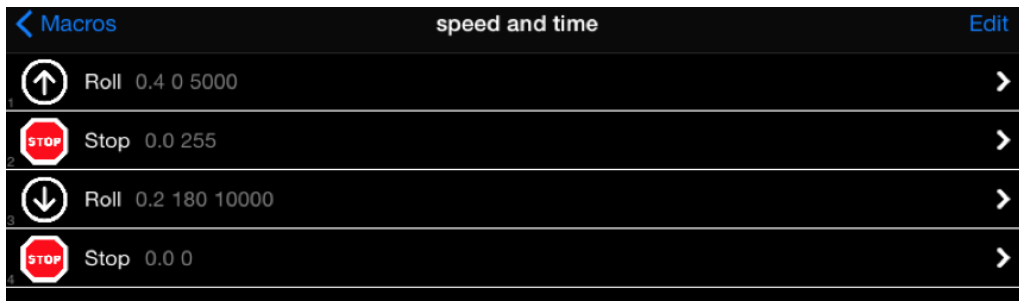 Macros speed and time Edit
1 Roll 0.4 0 5000
2 STOP Stop 0.0 255
3 Roll 0.2 180 10000
4 STOP Stop 0.0 0